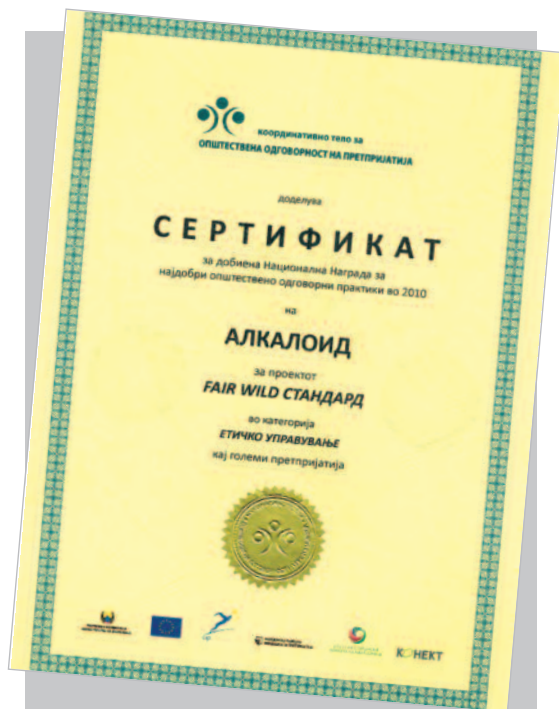 координативно тело за
ОПШТЕСТВЕНА ОДГОВОРНОСТ НА ПРЕТПРИЈАТИЈА
доделува
СЕРТИФИКАТ
за добиена Национална Награда за
најдобри општествено одговорни практики во 2010
на
АЛКАЛОИД
за проектот
FAIR WILD СТАНДАРД
во категорија
ЕТИЧКО УПРАВУВАЊЕ
кај големи претпријатија
КОНЕКТ